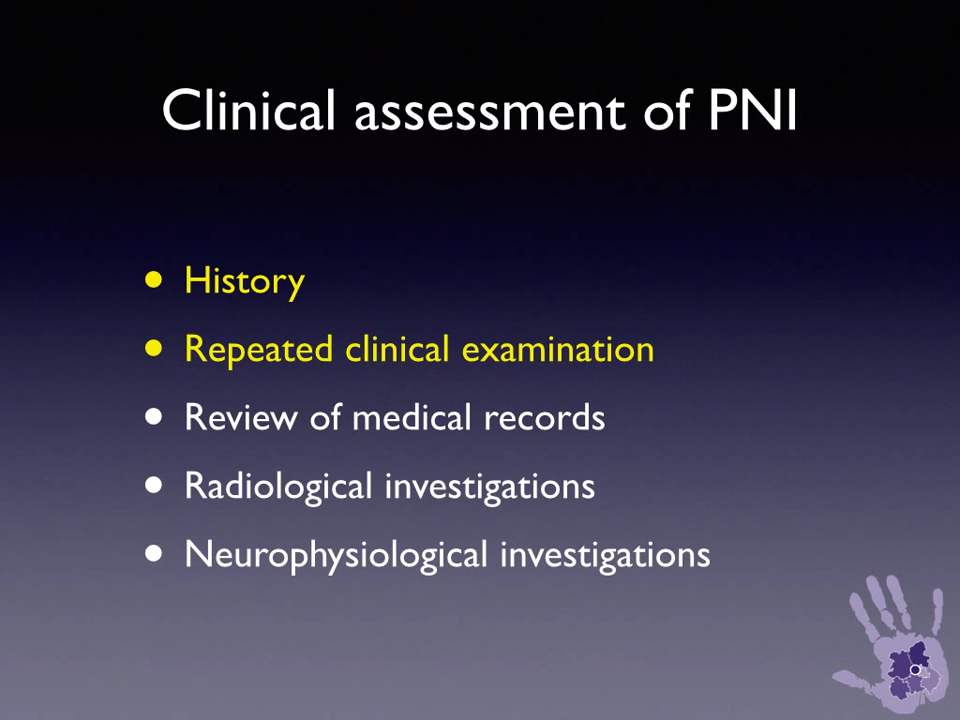 Clinical assessment of PNI
• History
• Repeated clinical examination
• Review of medical records
• Radiological investigations
• Neurophysiological investigations